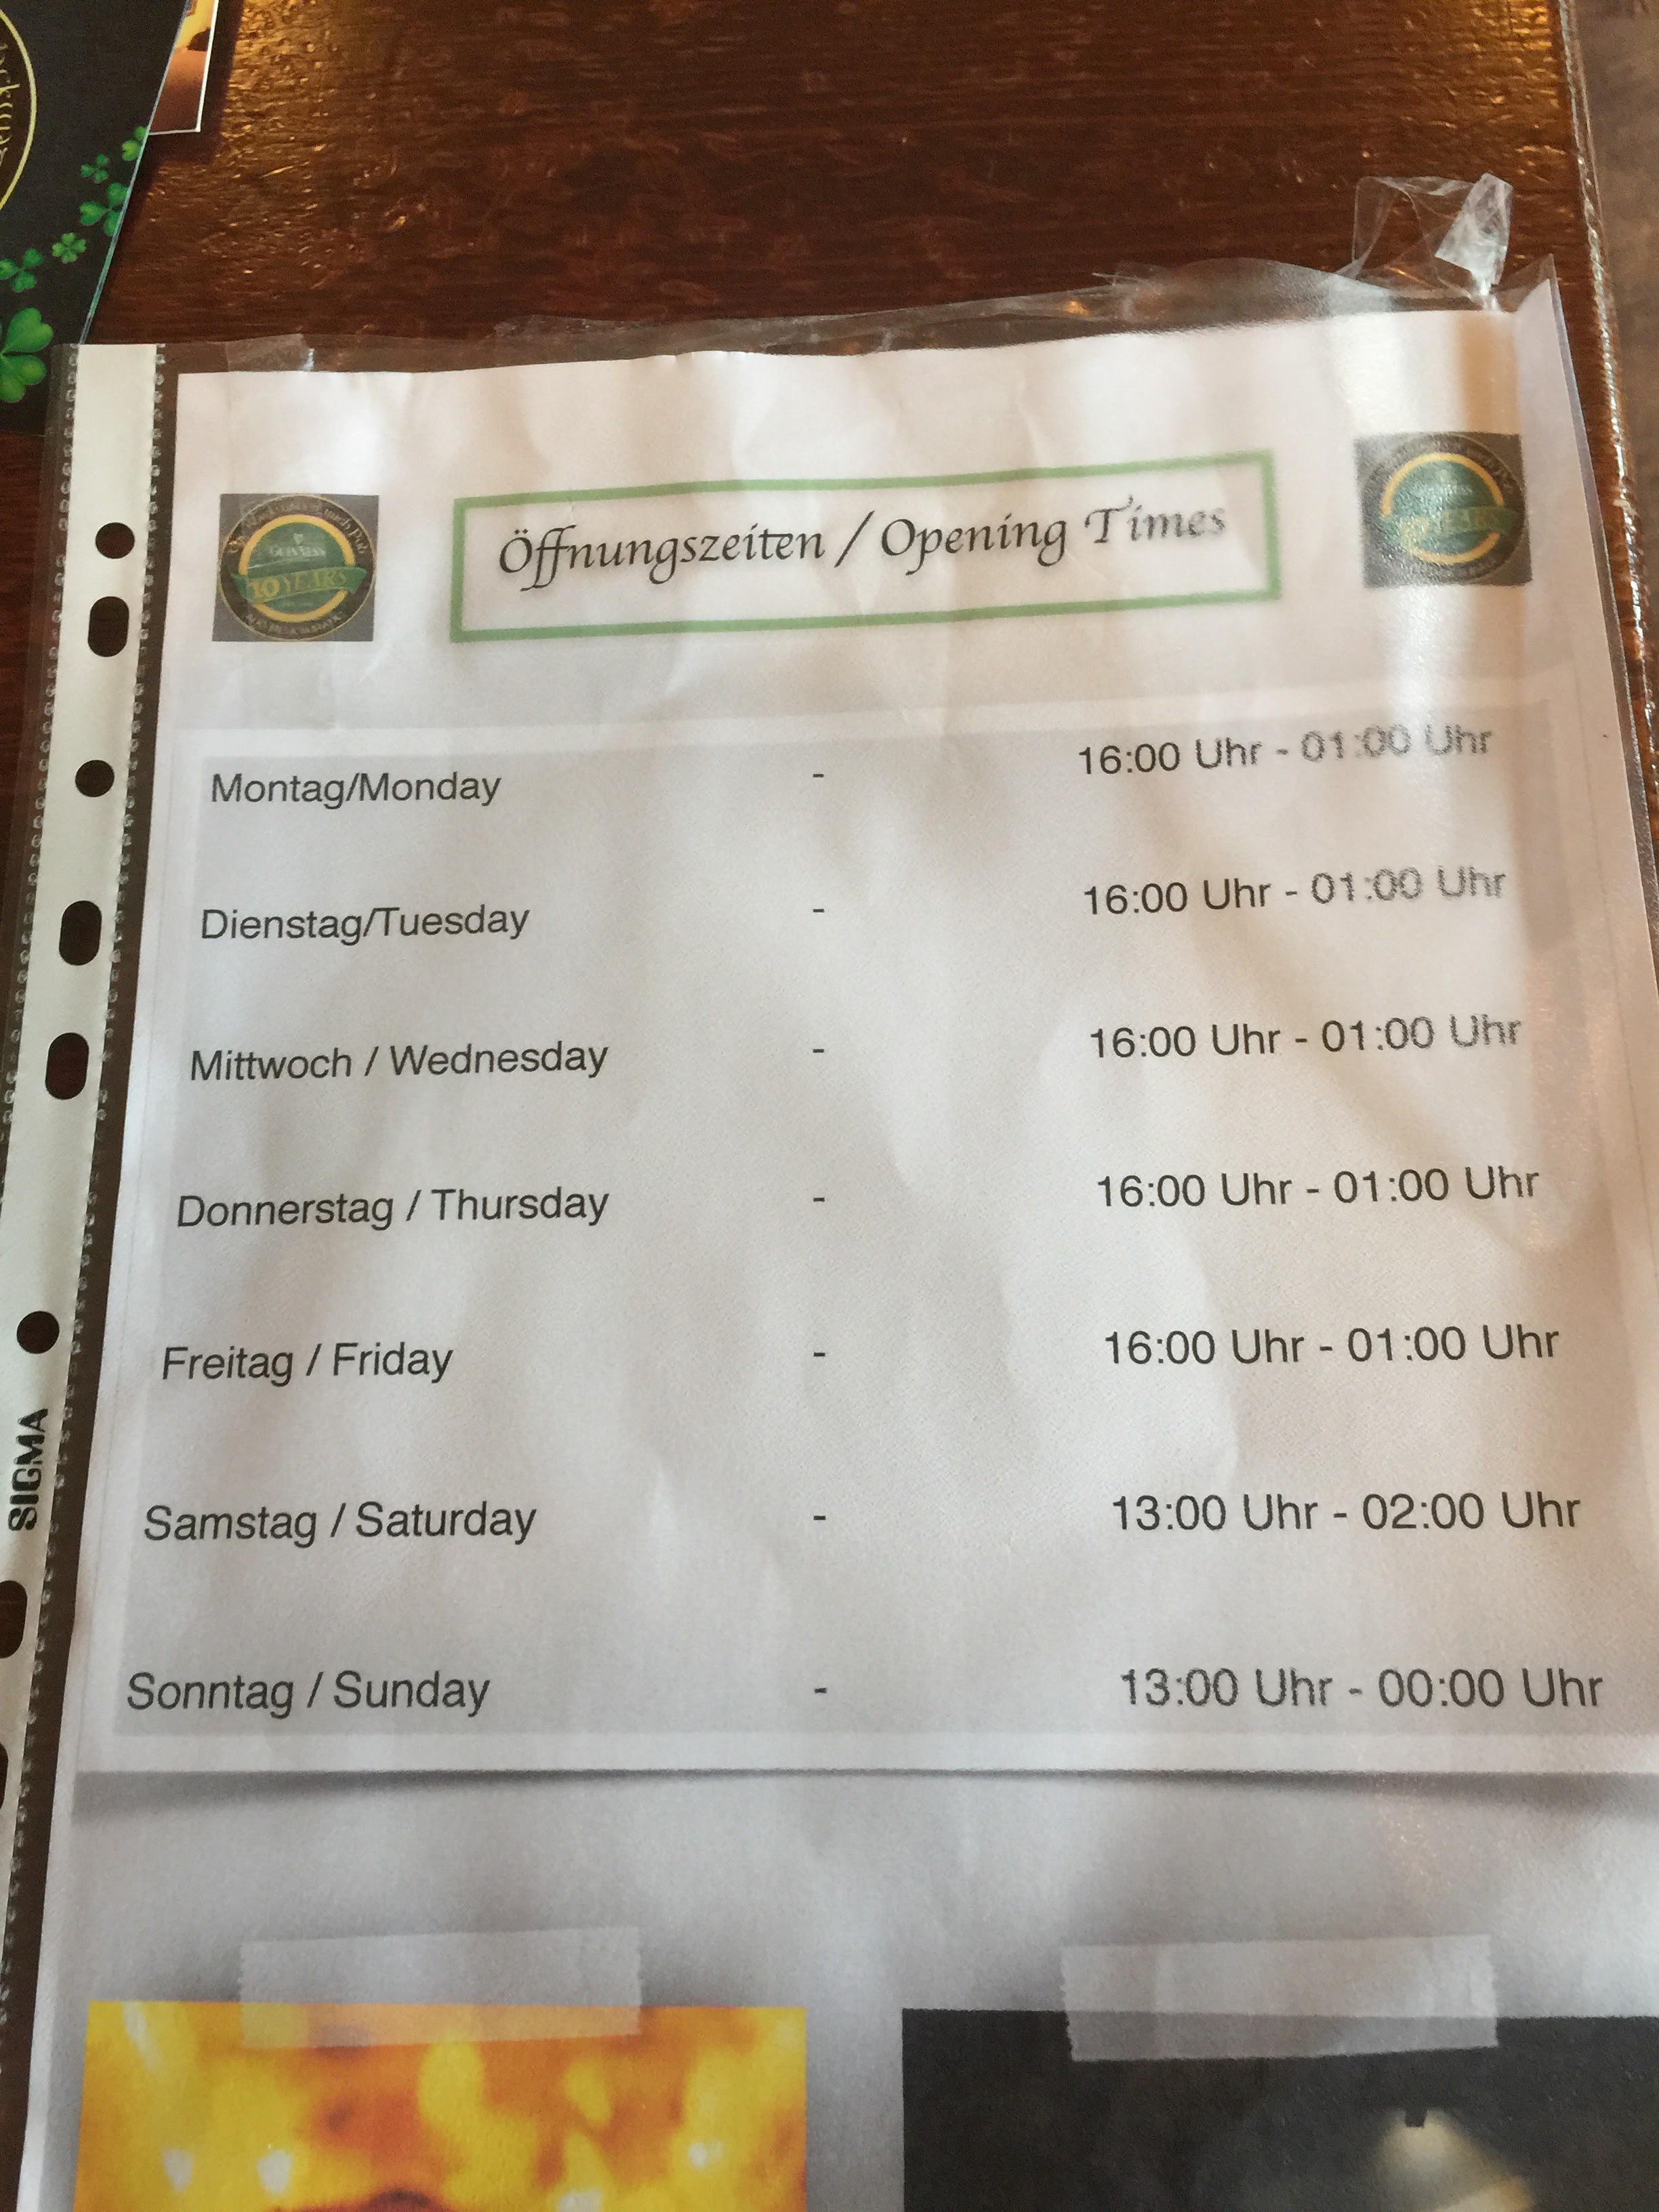 Öffnungszeiten / Opening Times
GUINNESS
10 YEARS
Montag/Monday - 16:00 Uhr - 01:00 Uhr
Dienstag/Tuesday - 16:00 Uhr - 01:00 Uhr
Mittwoch / Wednesday - 16:00 Uhr - 01:00 Uhr
Donnerstag / Thursday - 16:00 Uhr - 01:00 Uhr
Freitag / Friday - 16:00 Uhr - 01:00 Uhr
Samstag / Saturday - 13:00 Uhr - 02:00 Uhr
Sonntag / Sunday - 13:00 Uhr - 00:00 Uhr
SIGMA